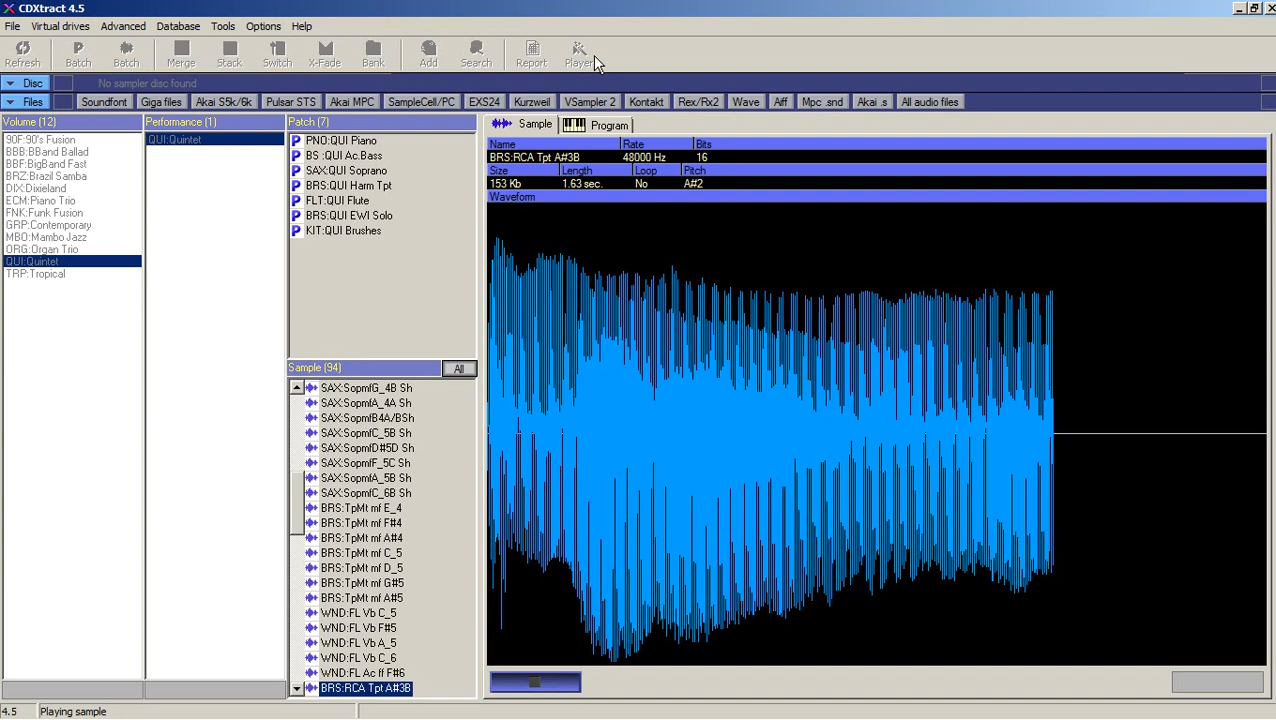 CDXtract 4.5
File Virtual drives Advanced Database Tools Options Help
Refresh Batch Batch Merge Stack Switch X-Fade Bank Add Search Report Player
Disc No sampler disc found
Files Soundfont Giga files Akai S5k/6k Pulsar STS Akai MPC SampleCell/PC EXS24 Kurzweil VSampler 2 Kontakt Rex/Rx2 Wave Aiff Mpc .snd Akai .s All audio files
Volume (12)
90F:90's Fusion
BBB:BBand Ballad
BBF:BigBand Fast
BRZ:Brazil Samba
DIX:Dixieland
ECM:Piano Trio
FNK:Funk Fusion
GRP:Contemporary
MBO:Mambo Jazz
ORG:Organ Trio
QUI:Quintet
TRP:Tropical
Performance (1)
QUI:Quintet
Patch (7)
P PNO:QUI Piano
P BS :QUI Ac.Bass
P SAX:QUI Soprano
P BRS:QUI Harm Tpt
P FLT:QUI Flute
P BRS:QUI EWI Solo
P KIT:QUI Brushes
Sample (94) All
SAX:SopmfG_4B Sh
SAX:SopmfA_4A Sh
SAX:SopmfB4A/BSh
SAX:SopmfC_5B Sh
SAX:SopmfD#5D Sh
SAX:SopmfF_5C Sh
SAX:SopmfA_5B Sh
SAX:SopmfC_6B Sh
BRS:TpMt mf E_4
BRS:TpMt mf F#4
BRS:TpMt mf A#4
BRS:TpMt mf C_5
BRS:TpMt mf D_5
BRS:TpMt mf G#5
BRS:TpMt mf A#5
WND:FL Vb C_5
WND:FL Vb F#5
WND:FL Vb A_5
WND:FL Vb C_6
WND:FL Ac ff F#6
BRS:RCA Tpt A#3B
Sample Program
Name Rate Bits
BRS:RCA Tpt A#3B 48000 Hz 16
Size Length Loop Pitch
153 Kb 1.63 sec. No A#2
Waveform
4.5 Playing sample